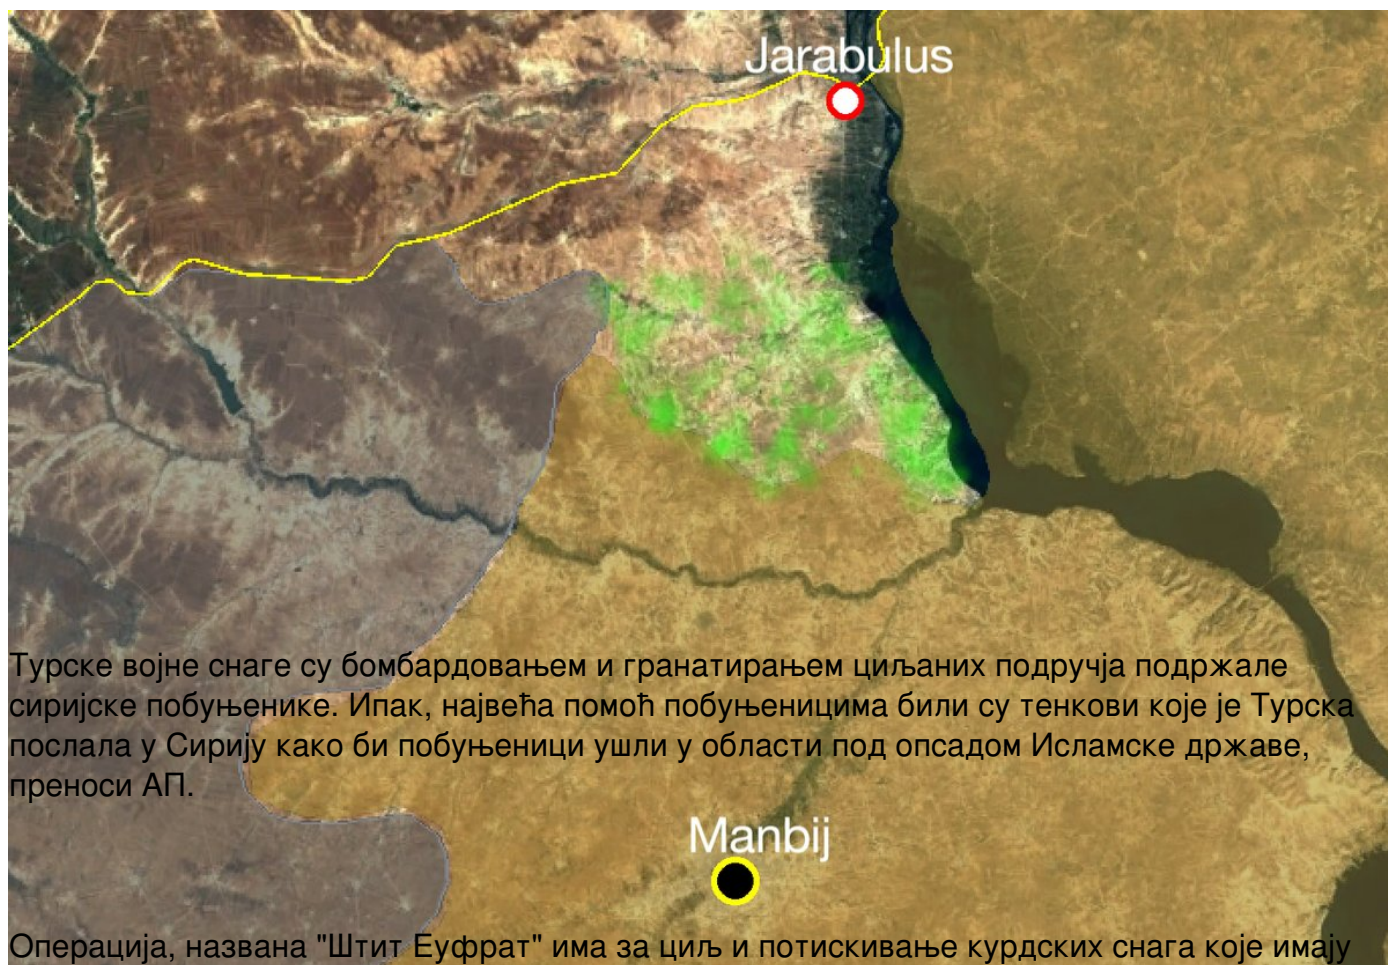 Jarabulus
Турске војне снаге су бомбардовањем и гранатирањем циљаних подручја подржале
сиријске побуњенике. Ипак, највећа помоћ побуњеницима били су тенкови које је Турска
послала у Сирију како би побуњеници ушли у области под опсадом Исламске државе,
преноси АП.
Manbij
Операција, названа "Штит Еуфрат" има за циљ и потискивање курдских снага које имају